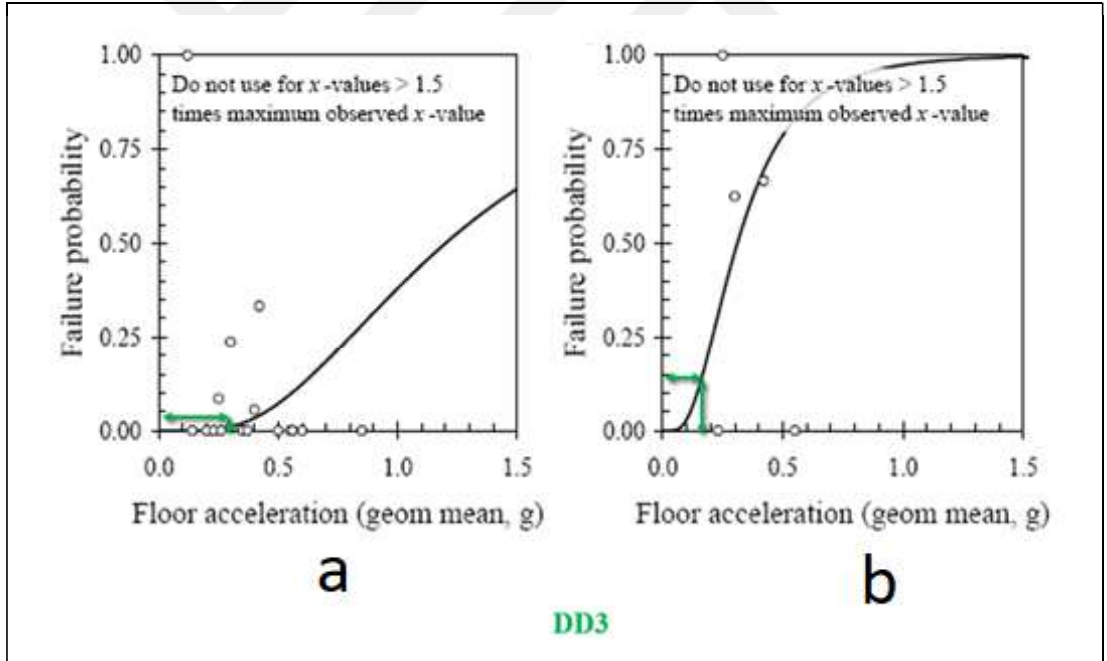 1.00
0.75
0.50
0.25
0.00
Failure probability
Do not use for x-values > 1.5
times maximum observed x-value
0.0
0.5
1.0
1.5
Floor acceleration (geom mean, g)
a
1.00
0.75
0.50
0.25
0.00
Failure probability
Do not use for x-values > 1.5
times maximum observed x-value
0.0
0.5
1.0
1.5
Floor acceleration (geom mean, g)
b
DD3